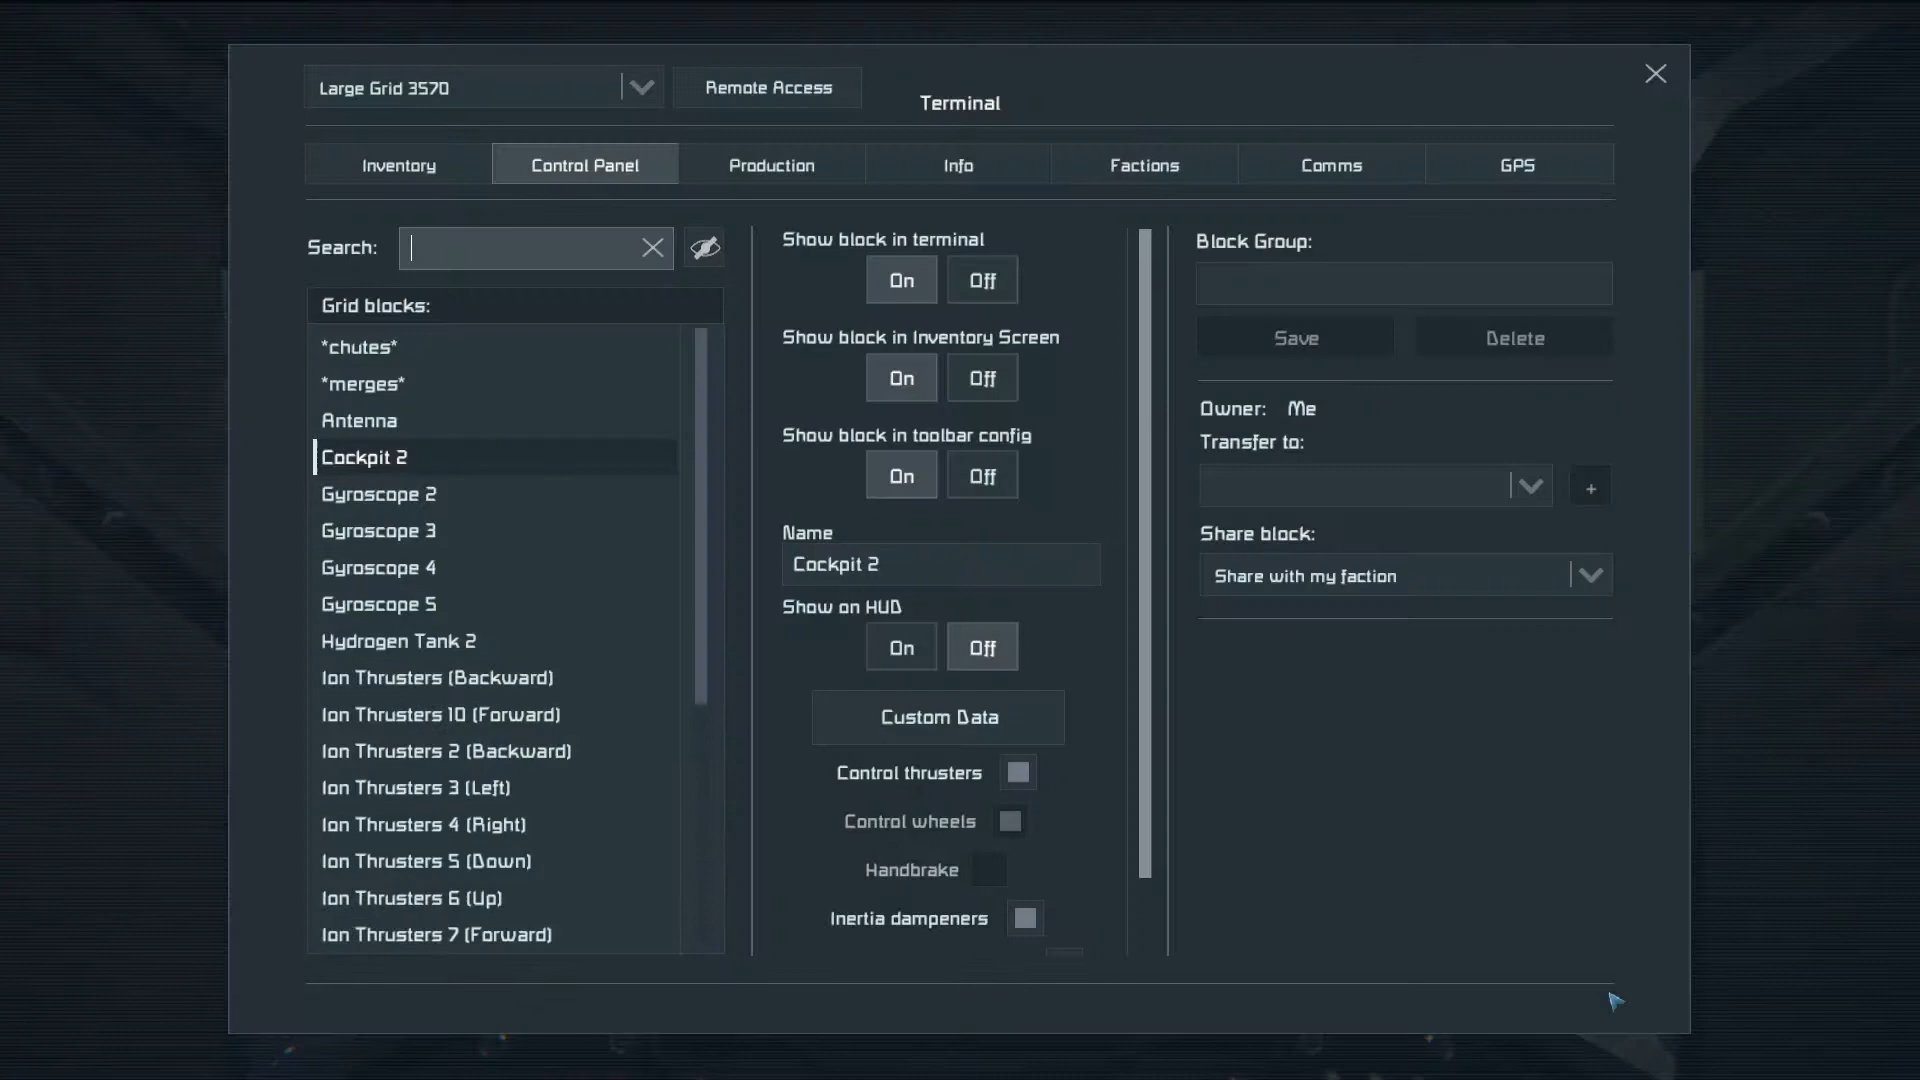 Large Grid 3570
Remote Access
Terminal
Inventory
Control Panel
Production
Info
Factions
Comms
GPS
Search:
Grid blocks:
*chutes*
*merges*
Antenna
Cockpit 2
Gyroscope 2
Gyroscope 3
Gyroscope 4
Gyroscope 5
Hydrogen Tank 2
Ion Thrusters (Backward)
Ion Thrusters 10 (Forward)
Ion Thrusters 2 (Backward)
Ion Thrusters 3 (Left)
Ion Thrusters 4 (Right)
Ion Thrusters 5 (Down)
Ion Thrusters 6 (Up)
Ion Thrusters 7 (Forward)
Show block in terminal
On Off
Show block in Inventory Screen
On Off
Show block in toolbar config
On Off
Name
Cockpit 2
Show on HUD
On Off
Custom Data
Control thrusters
Control wheels
Handbrake
Inertia dampeners
Block Group:
Save Delete
Owner: Me
Transfer to:
+
Share block:
Share with my faction